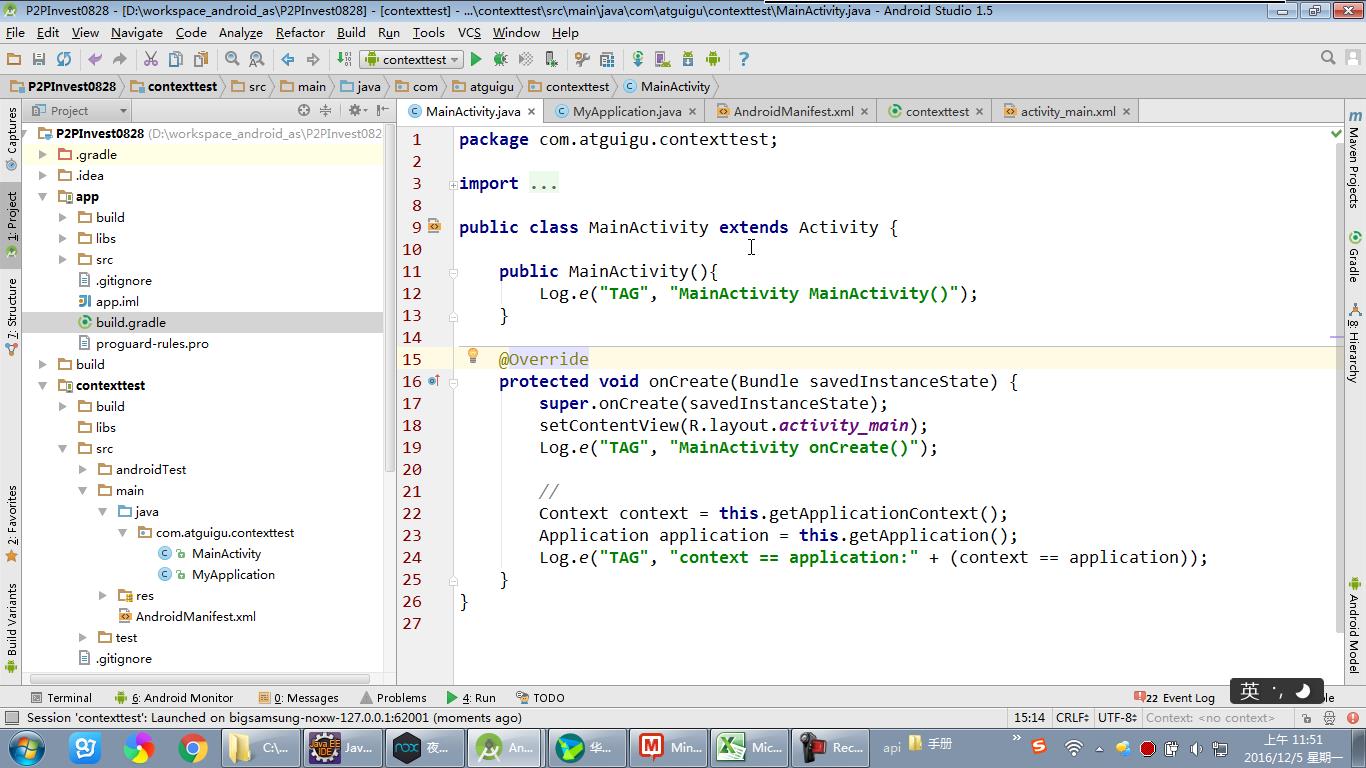 P2PInvest0828 - [D:\workspace_android_as\P2PInvest0828] - [contexttest] - ...\contexttest\src\main\java\com\atguigu\contexttest\MainActivity.java - Android Studio 1.5
File Edit View Navigate Code Analyze Refactor Build Run Tools VCS Window Help
contexttest
P2PInvest0828 contexttest src main java com atguigu contexttest MainActivity
Project
MainActivity.java MyApplication.java AndroidManifest.xml contexttest activity_main.xml
Captures
1: Project
7: Structure
2: Favorites
Build Variants
P2PInvest0828 (D:\workspace_android_as\P2PInvest082
.gradle
.idea
app
build
libs
src
.gitignore
app.iml
build.gradle
proguard-rules.pro
build
contexttest
build
libs
src
androidTest
main
java
com.atguigu.contexttest
MainActivity
MyApplication
res
AndroidManifest.xml
test
.gitignore
1 package com.atguigu.contexttest;
2
3 import ...
8
9 public class MainActivity extends Activity {
10
11 public MainActivity(){
12 Log.e("TAG", "MainActivity MainActivity()");
13 }
14
15 @Override
16 protected void onCreate(Bundle savedInstanceState) {
17 super.onCreate(savedInstanceState);
18 setContentView(R.layout.activity_main);
19 Log.e("TAG", "MainActivity onCreate()");
20
21 //
22 Context context = this.getApplicationContext();
23 Application application = this.getApplication();
24 Log.e("TAG", "context == application:" + (context == application));
25 }
26 }
27
Maven Projects
Gradle
8: Hierarchy
Android Model
Terminal 6: Android Monitor 0: Messages Problems 4: Run TODO 22 Event Log
英
Session 'contexttest': Launched on bigsamsung-noxw-127.0.0.1:62001 (moments ago) 15:14 CRLF UTF-8 Context: <no context>
C:\... Jav... 夜... An... 华... Min... Mic... Rec... api 手册
上午 11:51
2016/12/5 星期一